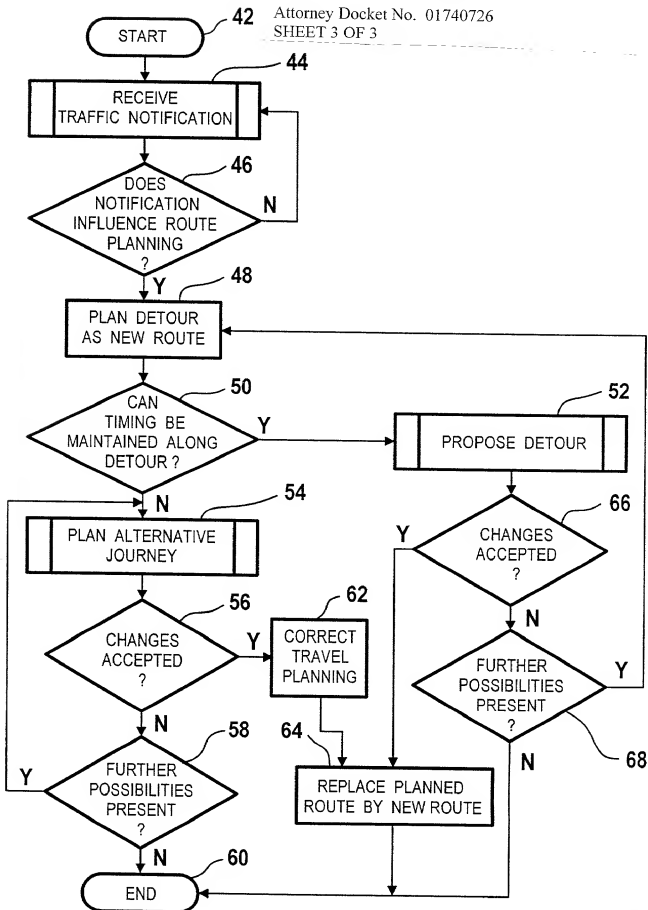 Attorney Docket No. 01740726
SHEET 3 OF 3
START
42
44
RECEIVE
TRAFFIC NOTIFICATION
46
DOES
NOTIFICATION
INFLUENCE ROUTE
PLANNING
?
N
Y
48
PLAN DETOUR
AS NEW ROUTE
50
CAN
TIMING BE
MAINTAINED ALONG
DETOUR ?
Y
N
52
PROPOSE DETOUR
54
PLAN ALTERNATIVE
JOURNEY
66
CHANGES
ACCEPTED
?
Y
N
56
CHANGES
ACCEPTED
?
Y
N
62
CORRECT
TRAVEL
PLANNING
FURTHER
POSSIBILITIES
PRESENT
?
Y
N
68
58
FURTHER
POSSIBILITIES
PRESENT
?
Y
N
64
REPLACE PLANNED
ROUTE BY NEW ROUTE
60
END